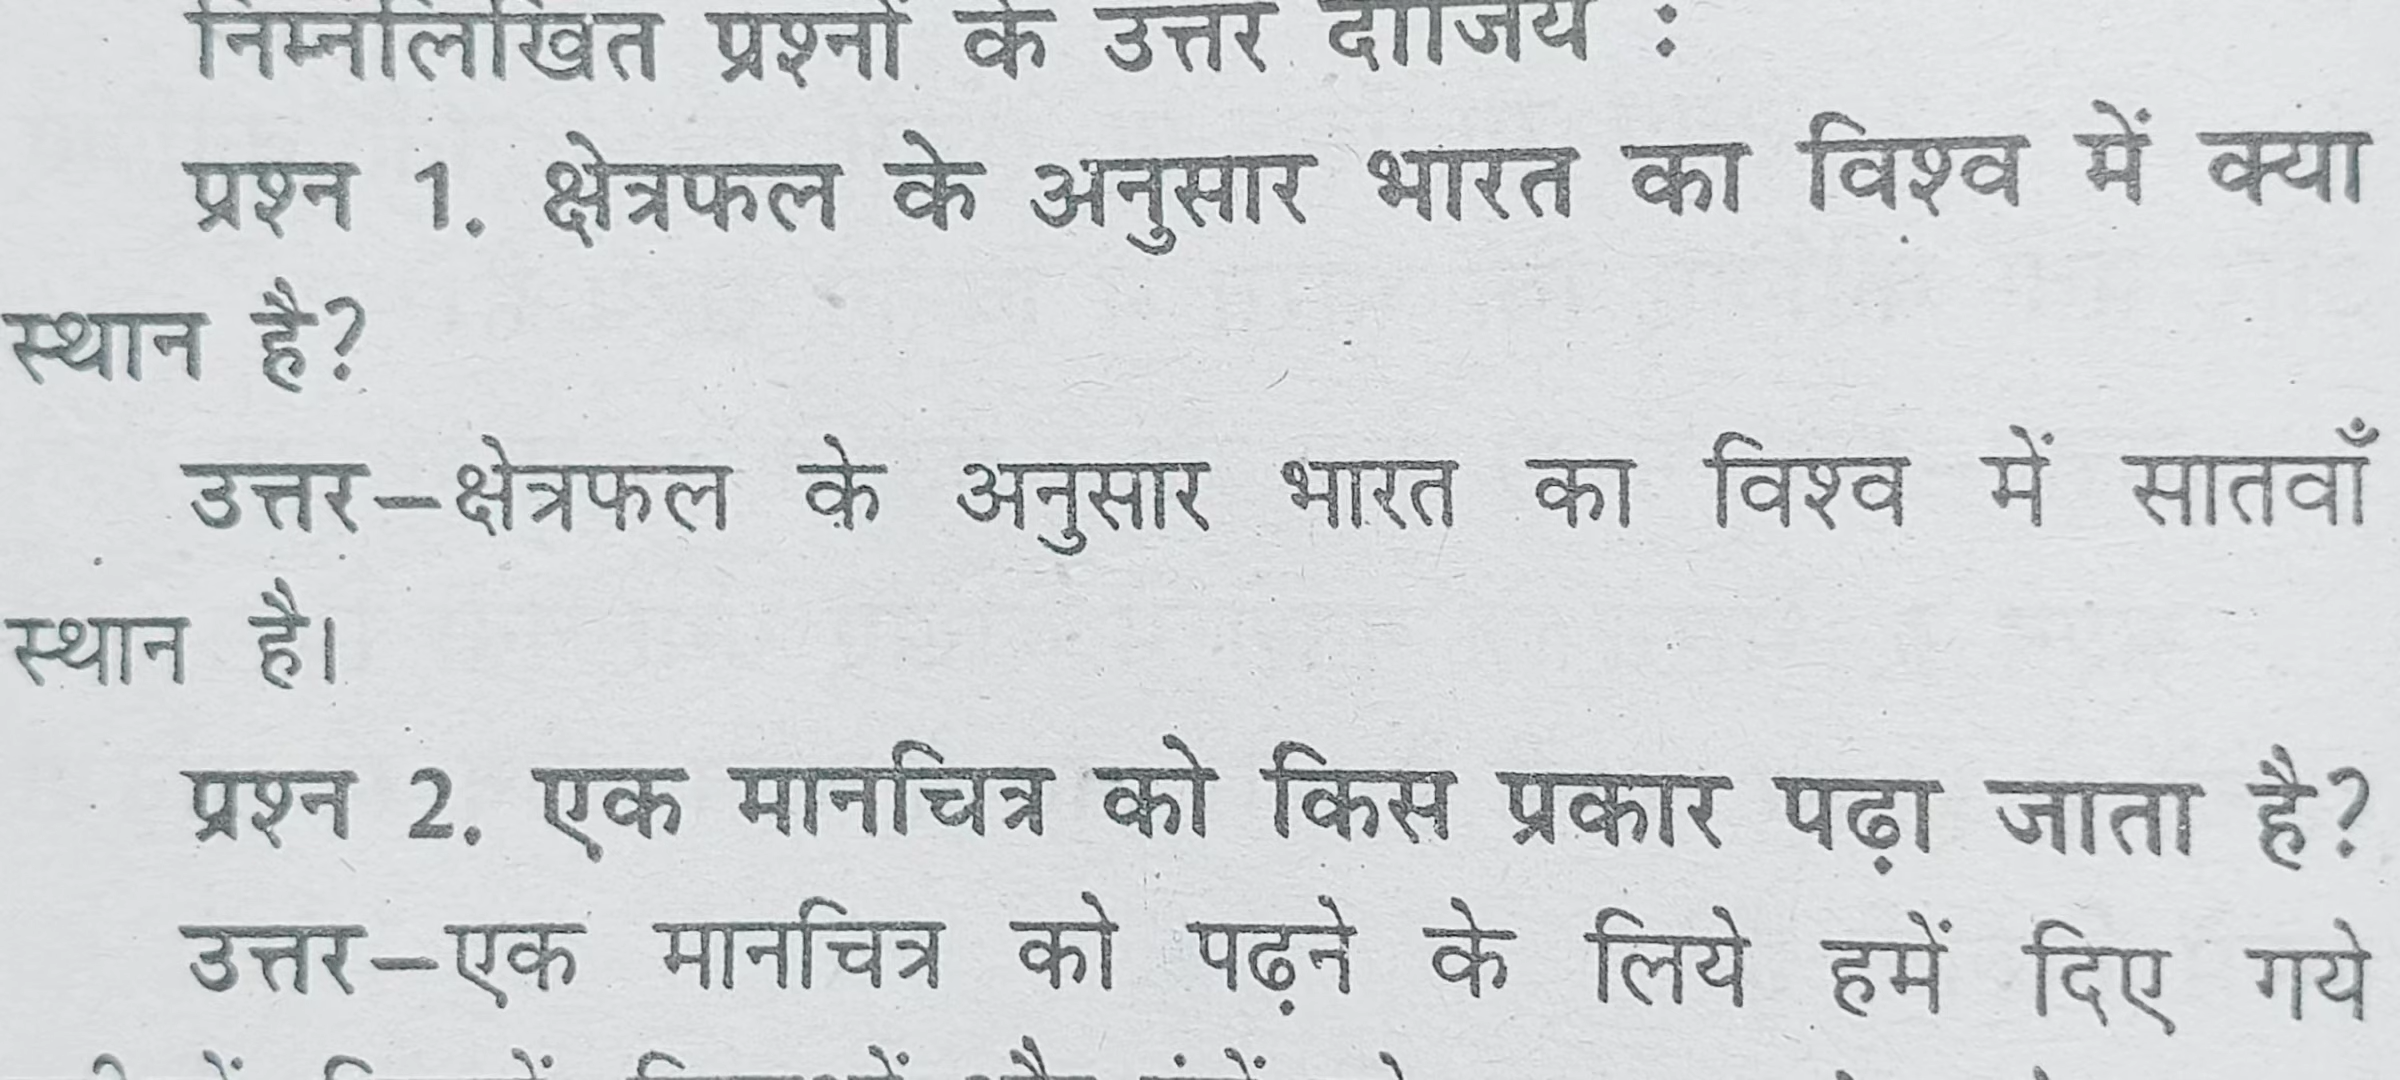 निम्नलिखित प्रश्नों के उत्तर दीजिये :
प्रश्न 1. क्षेत्रफल के अनुसार भारत का विश्व में क्या
स्थान है?
उत्तर–क्षेत्रफल के अनुसार भारत का विश्व में सातवाँ
स्थान है।
प्रश्न 2. एक मानचित्र को किस प्रकार पढ़ा जाता है?
उत्तर–एक मानचित्र को पढ़ने के लिये हमें दिए गये